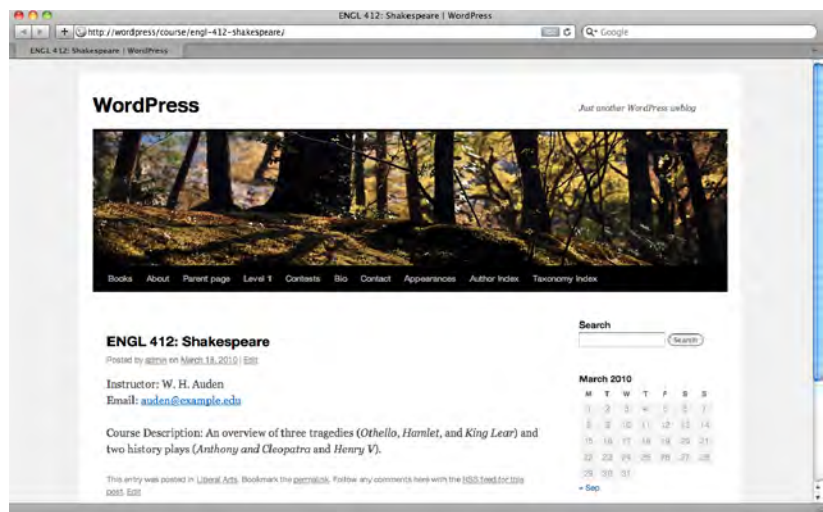 ENGL 412: Shakespeare | WordPress
http://wordpress/course/engl-412-shakespeare/
Google
ENGL 412: Shakespeare | WordPress
WordPress
Just another WordPress weblog
Books About Parent page Level 1 Contests Bio Contact Appearances Author Index Taxonomy Index
ENGL 412: Shakespeare
Posted by admin on March 18, 2010 | Edit
Instructor: W. H. Auden
Email: auden@example.edu
Course Description: An overview of three tragedies (Othello, Hamlet, and King Lear) and
two history plays (Anthony and Cleopatra and Henry V).
This entry was posted in Liberal Arts. Bookmark the permalink. Follow any comments here with the RSS feed for this
post. Edit
Search
Search
March 2010
M T W T F S S
1 2 3 4 5 6 7
8 9 10 11 12 13 14
15 16 17 18 19 20 21
22 23 24 25 26 27 28
29 30 31
« Sep